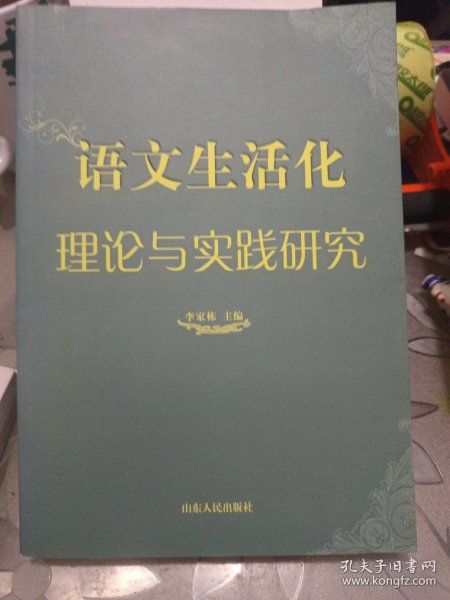 语文生活化
理论与实践研究
李家栋 主编
山东人民出版社
孔夫子旧书网
www.kongfz.com